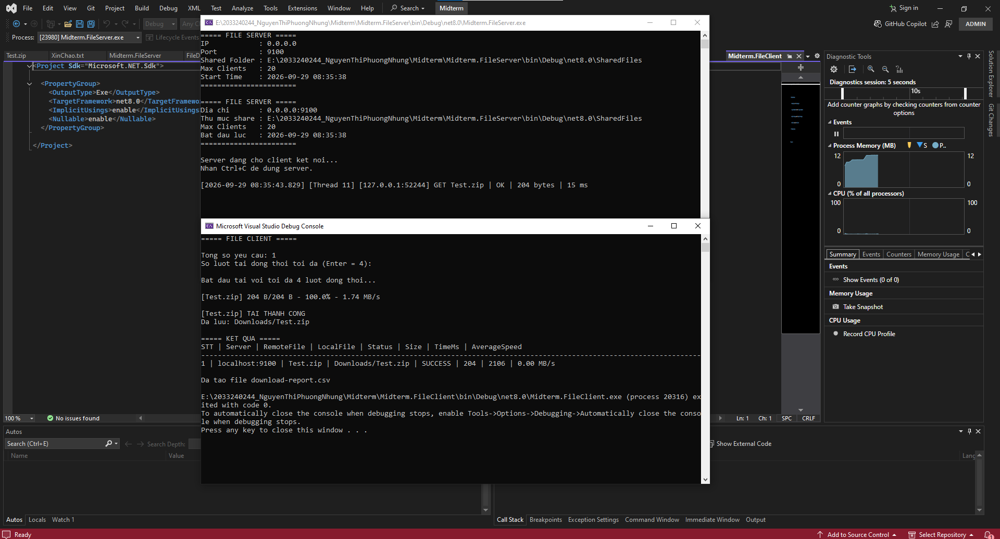 File Edit View Git Project Build Debug XML Test Analyze Tools Extensions Window Help Search Midterm Sign in
Debug Any C GitHub Copilot ADMIN
Process: [23980] Midterm.FileServer.exe Lifecycle Events
Test.zip XinChao.txt Midterm.FileServer FileD Midterm.FileClient
<Project Sdk="Microsoft.NET.Sdk">
<PropertyGroup>
<OutputType>Exe</OutputType>
<TargetFramework>net8.0</TargetFramewo
<ImplicitUsings>enable</ImplicitUsings
<Nullable>enable</Nullable>
</PropertyGroup>
</Project>
100 % No issues found Ln: 1 Ch: 1 SPC CRLF
E:\2033240244_NguyenThiPhuongNhung\Midterm\Midterm.FileServer\bin\Debug\net8.0\Midterm.FileServer.exe
===== FILE SERVER =====
IP : 0.0.0.0
Port : 9100
Shared Folder : E:\2033240244_NguyenThiPhuongNhung\Midterm\Midterm.FileServer\bin\Debug\net8.0\SharedFiles
Max Clients : 20
Start Time : 2026-09-29 08:35:38
=======================
===== FILE SERVER =====
Dia chi : 0.0.0.0:9100
Thu muc share : E:\2033240244_NguyenThiPhuongNhung\Midterm\Midterm.FileServer\bin\Debug\net8.0\SharedFiles
Max Clients : 20
Bat dau luc : 2026-09-29 08:35:38
=======================
Server dang cho client ket noi...
Nhan Ctrl+C de dung server.
[2026-09-29 08:35:43.829] [Thread 11] [127.0.0.1:52244] GET Test.zip | OK | 204 bytes | 15 ms
Microsoft Visual Studio Debug Console
===== FILE CLIENT =====
Tong so yeu cau: 1
So luot tai dong thoi toi da (Enter = 4):
Bat dau tai voi toi da 4 luot dong thoi...
[Test.zip] 204 B/204 B - 100.0% - 1.74 MB/s
[Test.zip] TAI THANH CONG
Da luu: Downloads/Test.zip
===== KET QUA =====
STT | Server | RemoteFile | LocalFile | Status | Size | TimeMs | AverageSpeed
------------------------------------------------------------------------------------------------------------------------
1 | localhost:9100 | Test.zip | Downloads/Test.zip | SUCCESS | 204 | 2106 | 0.00 MB/s
Da tao file download-report.csv
E:\2033240244_NguyenThiPhuongNhung\Midterm\Midterm.FileClient\bin\Debug\net8.0\Midterm.FileClient.exe (process 20316) ex
ited with code 0.
To automatically close the console when debugging stops, enable Tools->Options->Debugging->Automatically close the conso
le when debugging stops.
Press any key to close this window . . .
Diagnostic Tools
Diagnostics session: 5 seconds
10s
Add counter graphs by checking counters from counter
options
Events
Process Memory (MB) S P..
12 12
0 0
CPU (% of all processors)
100 100
0 0
Summary Events Counters Memory Usage C
Events
Show Events (0 of 0)
Memory Usage
Take Snapshot
CPU Usage
Record CPU Profile
Solution Explorer
Git Changes
Autos
Search (Ctrl+E) Search Depth: Show External Code
Name Value Lang
Autos Locals Watch 1 Call Stack Breakpoints Exception Settings Command Window Immediate Window Output
Ready Add to Source Control Select Repository 1